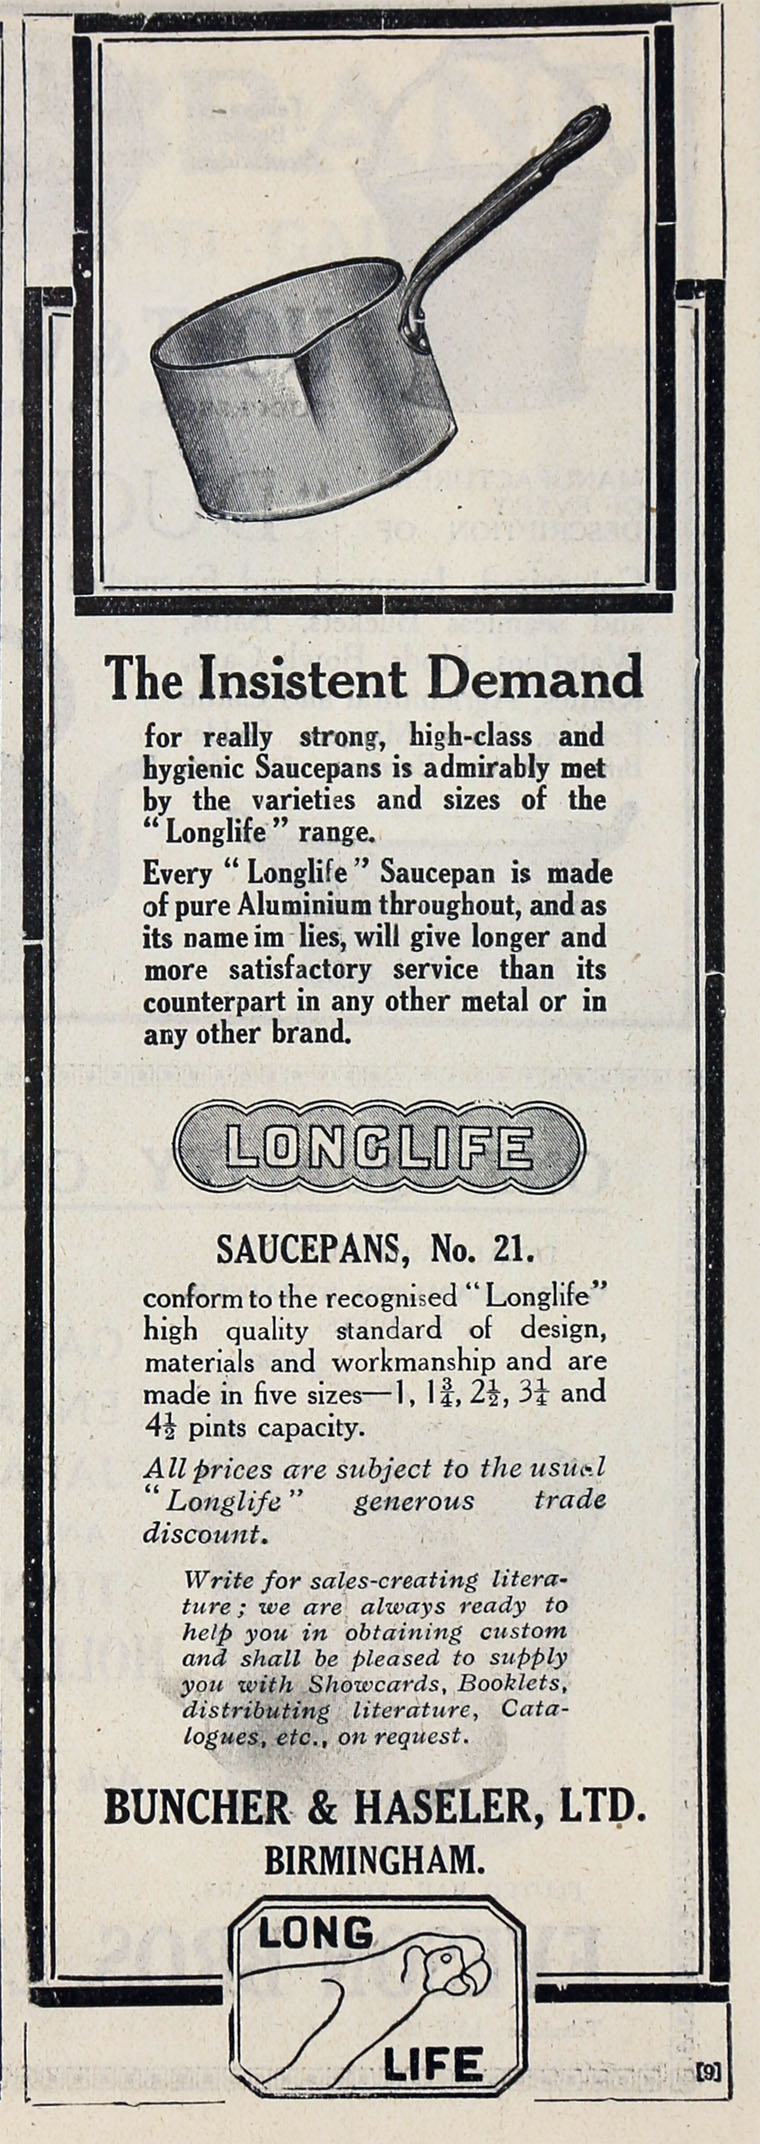 The Insistent Demand
for really strong, high-class and
hygienic Saucepans is admirably met
by the varieties and sizes of the
“Longlife” range.
Every “Longlife” Saucepan is made
of pure Aluminium throughout, and as
its name im lies, will give longer and
more satisfactory service than its
counterpart in any other metal or in
any other brand.
LONGLIFE
SAUCEPANS, No. 21.
conform to the recognised “Longlife”
high quality standard of design,
materials and workmanship and are
made in five sizes—1, 1¾, 2½, 3¼ and
4½ pints capacity.
All prices are subject to the usual
“Longlife” generous trade
discount.
Write for sales-creating litera-
ture; we are always ready to
help you in obtaining custom
and shall be pleased to supply
you with Showcards, Booklets,
distributing literature, Cata-
logues, etc., on request.
BUNCHER & HASELER, LTD.
BIRMINGHAM.
LONG
LIFE
[9]